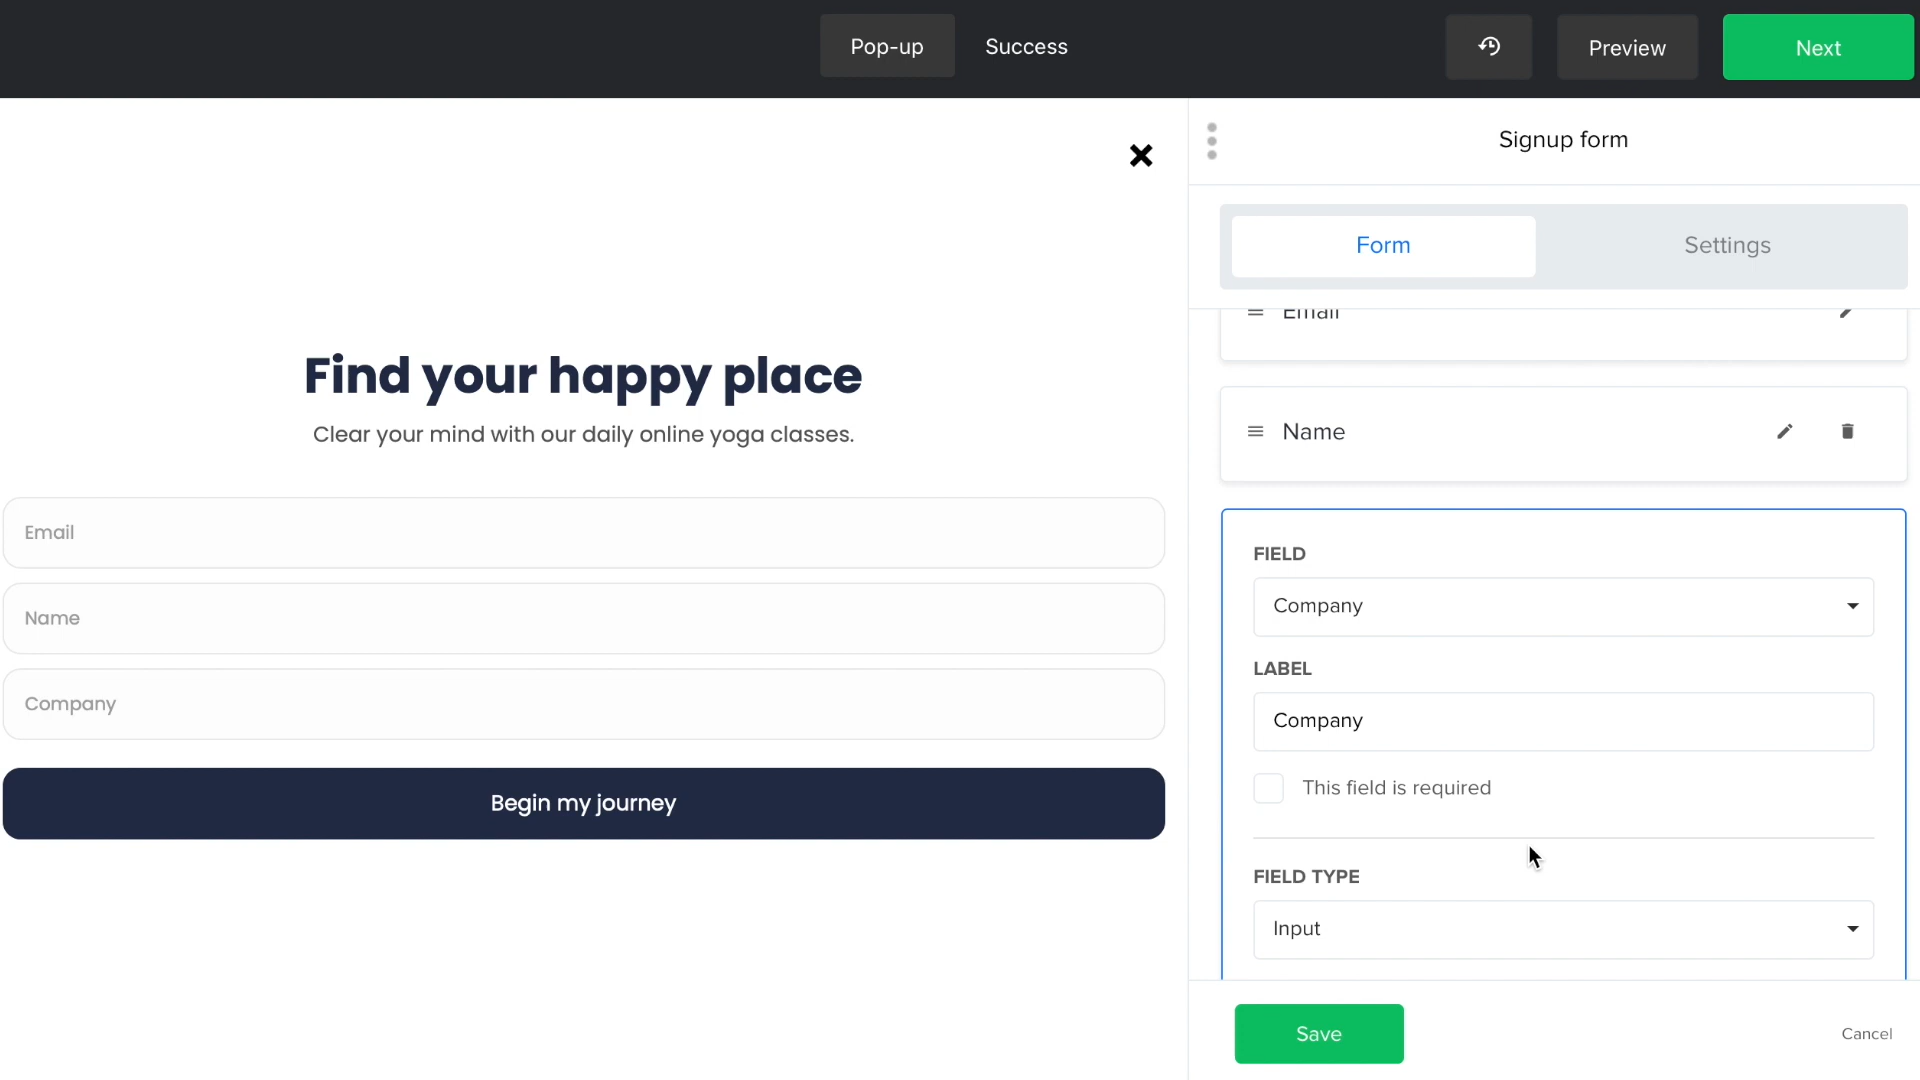 Pop-up
Success
Preview
Next
Signup form
Form
Settings
Email
Name
Find your happy place
Clear your mind with our daily online yoga classes.
Email
Name
Company
Begin my journey
FIELD
Company
LABEL
Company
This field is required
FIELD TYPE
Input
Save
Cancel